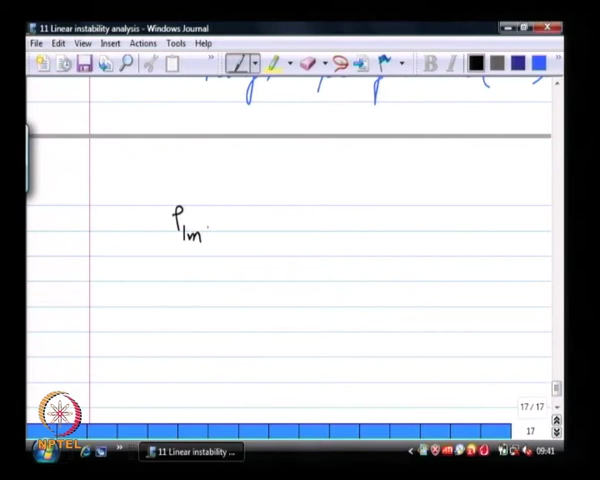 11 Linear instability analysis - Windows Journal
File Edit View Insert Actions Tools Help
B I
ρ₁ₘ
17 / 17
17
NPTEL
11 Linear instability ...
09:41